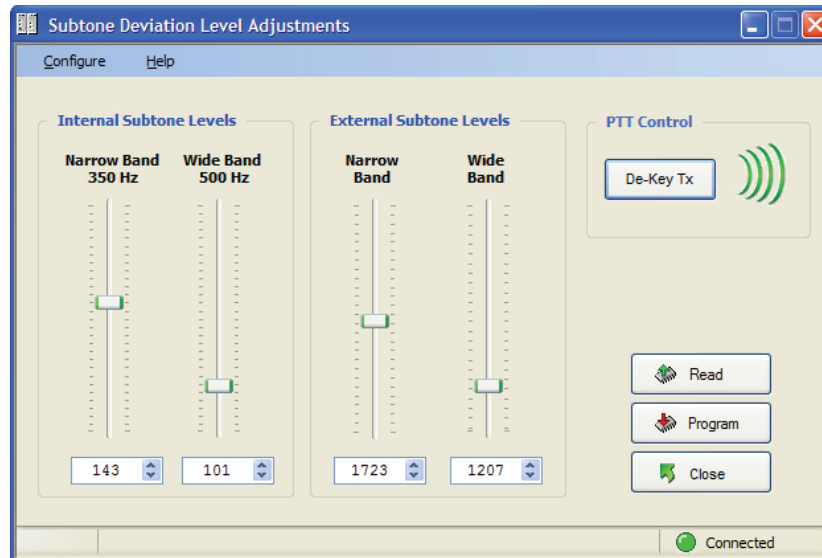 Subtone Deviation Level Adjustments
Configure Help
Internal Subtone Levels
Narrow Band
350 Hz
Wide Band
500 Hz
143
101
External Subtone Levels
Narrow
Band
Wide
Band
1723
1207
PTT Control
De-Key Tx
Read
Program
Close
Connected